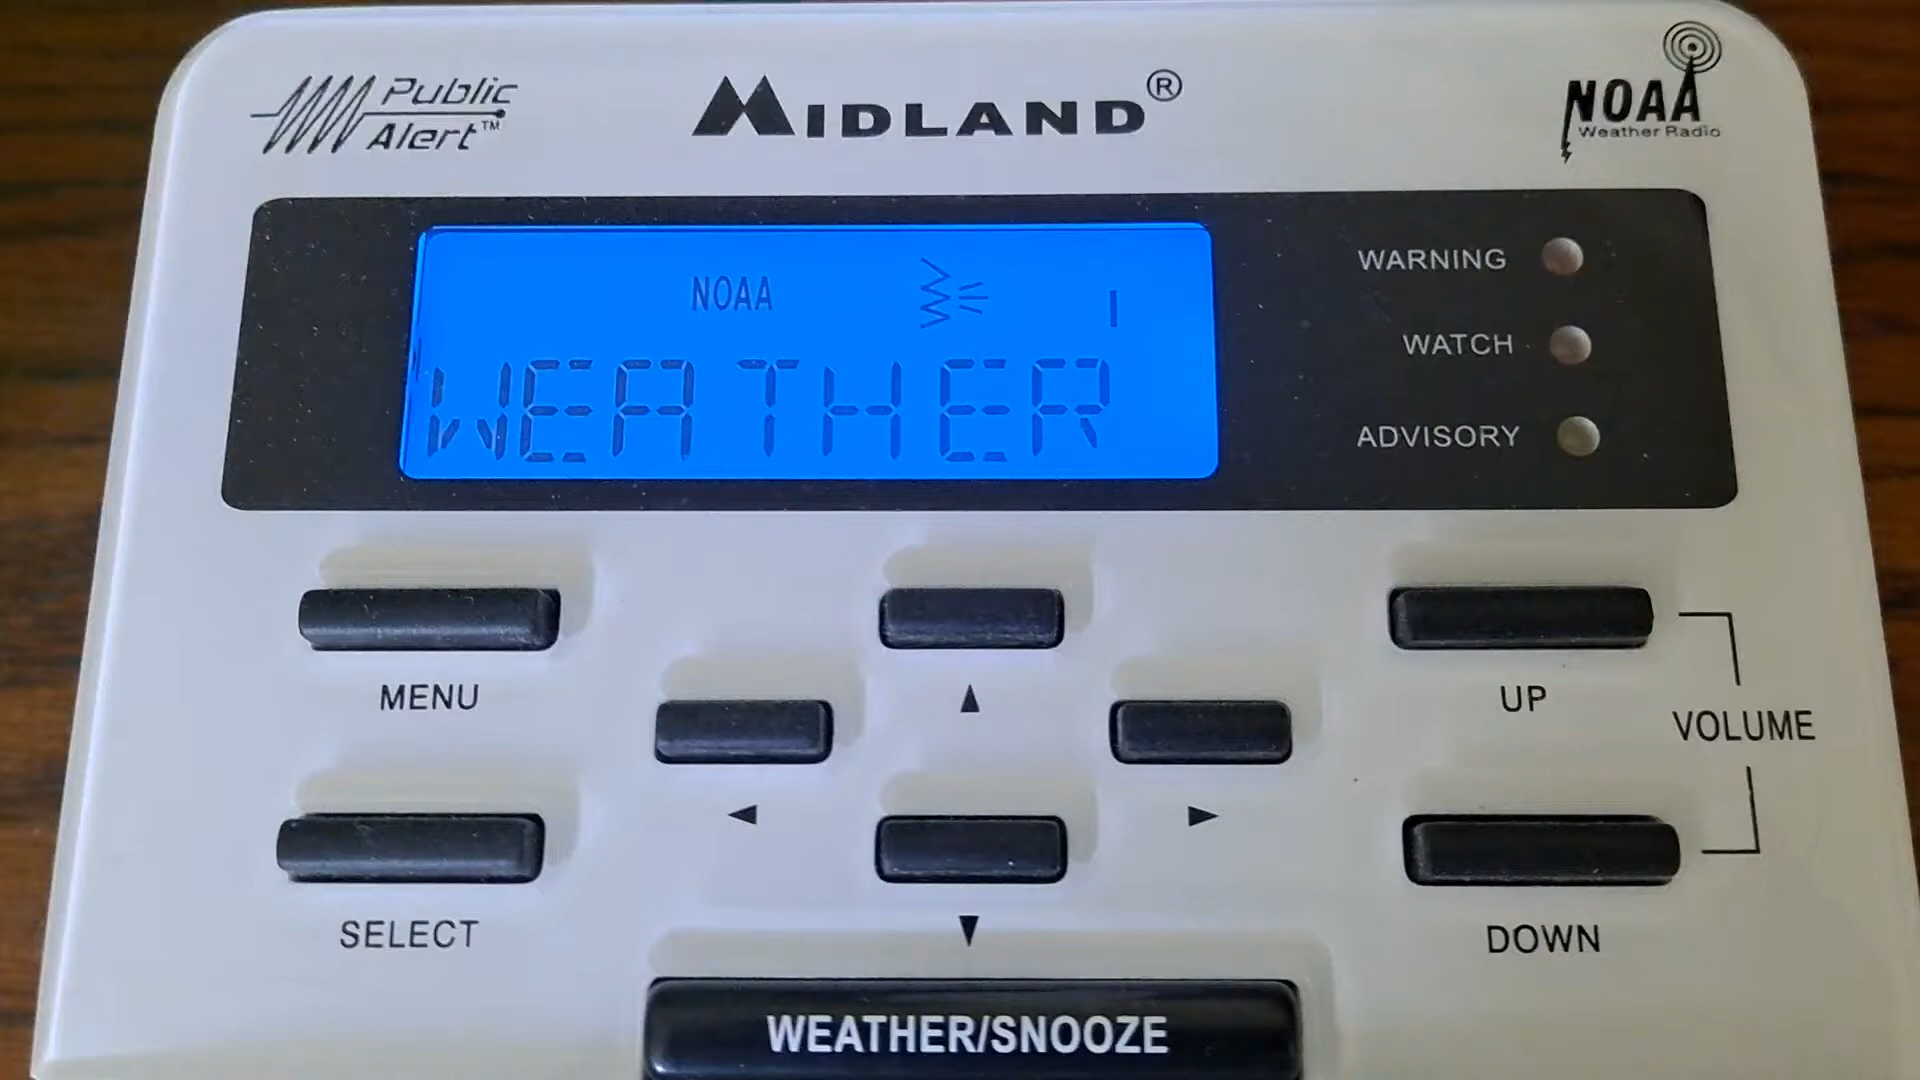 Public
Alert™
MIDLAND®
NOAA
Weather Radio
NOAA
1
WEATHER
WARNING
WATCH
ADVISORY
MENU
UP
VOLUME
SELECT
DOWN
WEATHER/SNOOZE